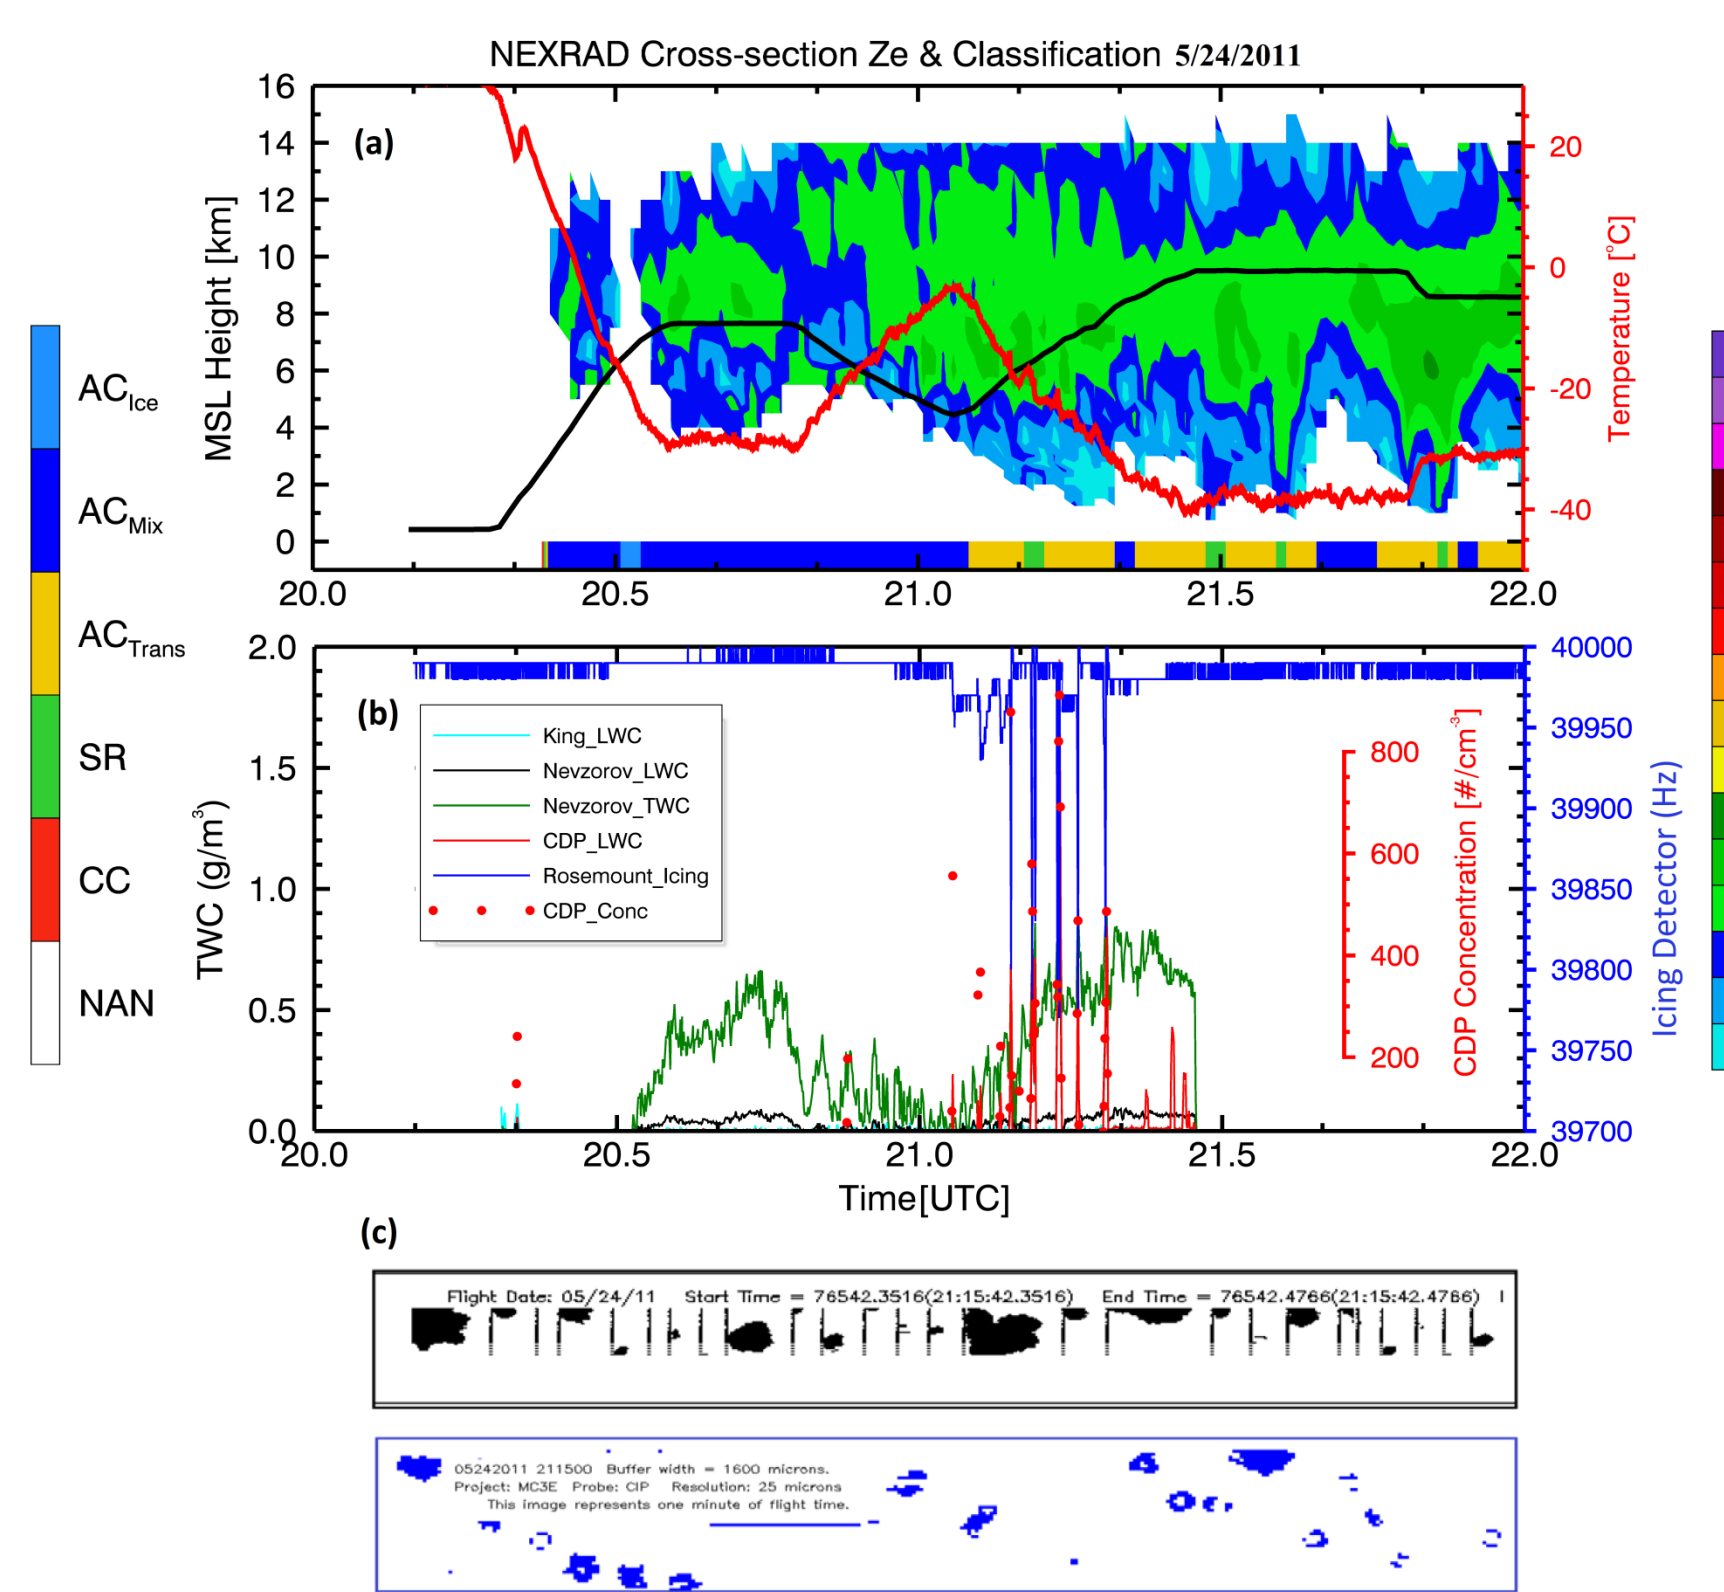 NEXRAD Cross-section Ze & Classification 5/24/2011
(a)
MSL Height [km]
16
14
12
10
8
6
4
2
0
20
0
-20
-40
Temperature [°C]
20.0 20.5 21.0 21.5 22.0
AC_Ice
AC_Mix
AC_Trans
SR
CC
NAN
(b)
TWC (g/m³)
2.0
1.5
1.0
0.5
0.0
King_LWC
Nevzorov_LWC
Nevzorov_TWC
CDP_LWC
Rosemount_Icing
CDP_Conc
800
600
400
200
CDP Concentration [#/cm⁻³]
40000
39950
39900
39850
39800
39750
39700
Icing Detector (Hz)
20.0 20.5 21.0 21.5 22.0
Time[UTC]
(c)
Flight Date: 05/24/11 Start Time = 76542.3516(21:15:42.3516) End Time = 76542.4766(21:15:42.4766)
05242011 211500 Buffer width = 1600 microns.
Project: MC3E Probe: CIP Resolution: 25 microns
This image represents one minute of flight time.